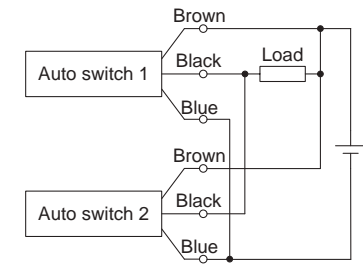 Brown
Black
Load
Auto switch 1
Blue
Brown
Black
Auto switch 2
Blue